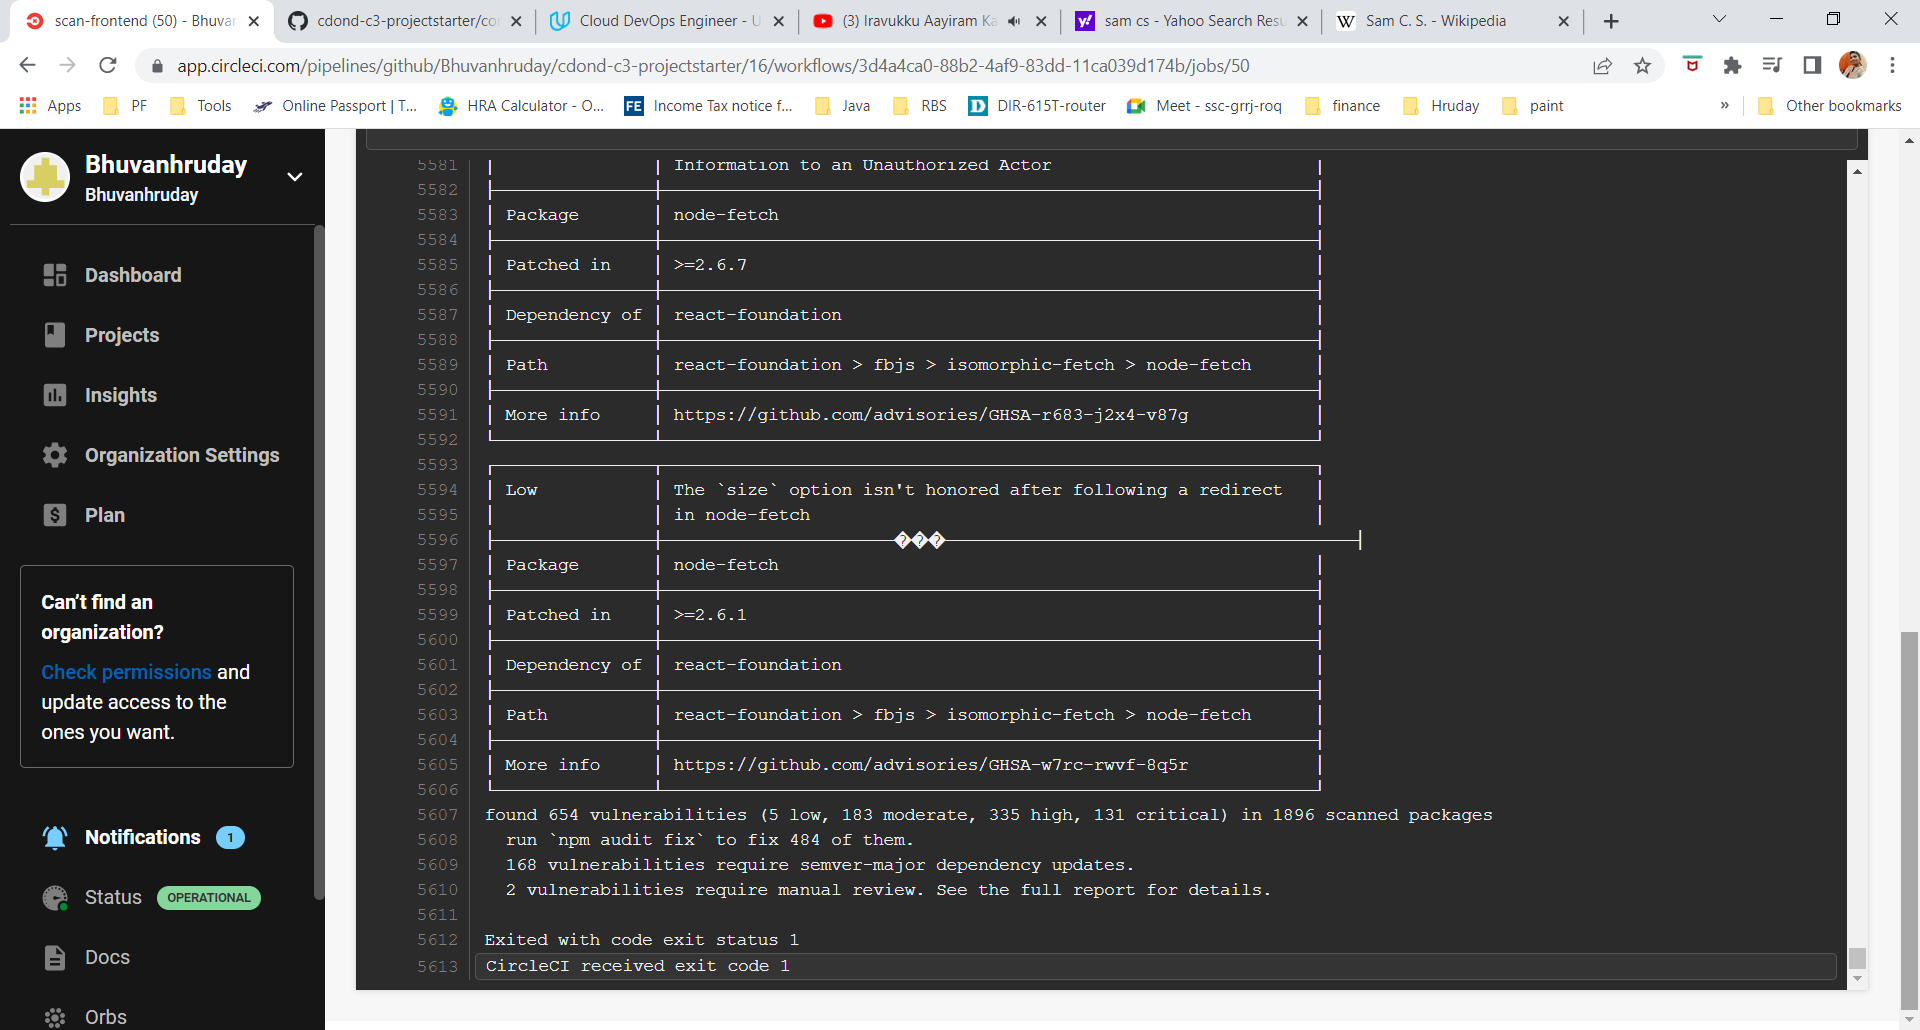 scan-frontend (50) - Bhuvan
cdond-c3-projectstarter/con
Cloud DevOps Engineer - U
(3) Iravukku Aayiram Ka
sam cs - Yahoo Search Resu
Sam C. S. - Wikipedia
app.circleci.com/pipelines/github/Bhuvanhruday/cdond-c3-projectstarter/16/workflows/3d4a4ca0-88b2-4af9-83dd-11ca039d174b/jobs/50
Apps
PF
Tools
Online Passport | T...
HRA Calculator - O...
FE Income Tax notice f...
Java
RBS
D DIR-615T-router
Meet - ssc-grrj-roq
finance
Hruday
paint
»
Other bookmarks
Bhuvanhruday
Bhuvanhruday
Dashboard
Projects
Insights
Organization Settings
Plan
Can't find an
organization?
Check permissions and
update access to the
ones you want.
Notifications 1
Status OPERATIONAL
Docs
Orbs
5581 Information to an Unauthorized Actor
5582
5583 Package node-fetch
5584
5585 Patched in >=2.6.7
5586
5587 Dependency of react-foundation
5588
5589 Path react-foundation > fbjs > isomorphic-fetch > node-fetch
5590
5591 More info https://github.com/advisories/GHSA-r683-j2x4-v87g
5592
5593
5594 Low The `size` option isn't honored after following a redirect
5595 in node-fetch
5596 ���
5597 Package node-fetch
5598
5599 Patched in >=2.6.1
5600
5601 Dependency of react-foundation
5602
5603 Path react-foundation > fbjs > isomorphic-fetch > node-fetch
5604
5605 More info https://github.com/advisories/GHSA-w7rc-rwvf-8q5r
5606
5607 found 654 vulnerabilities (5 low, 183 moderate, 335 high, 131 critical) in 1896 scanned packages
5608 run `npm audit fix` to fix 484 of them.
5609 168 vulnerabilities require semver-major dependency updates.
5610 2 vulnerabilities require manual review. See the full report for details.
5611
5612 Exited with code exit status 1
5613 CircleCI received exit code 1